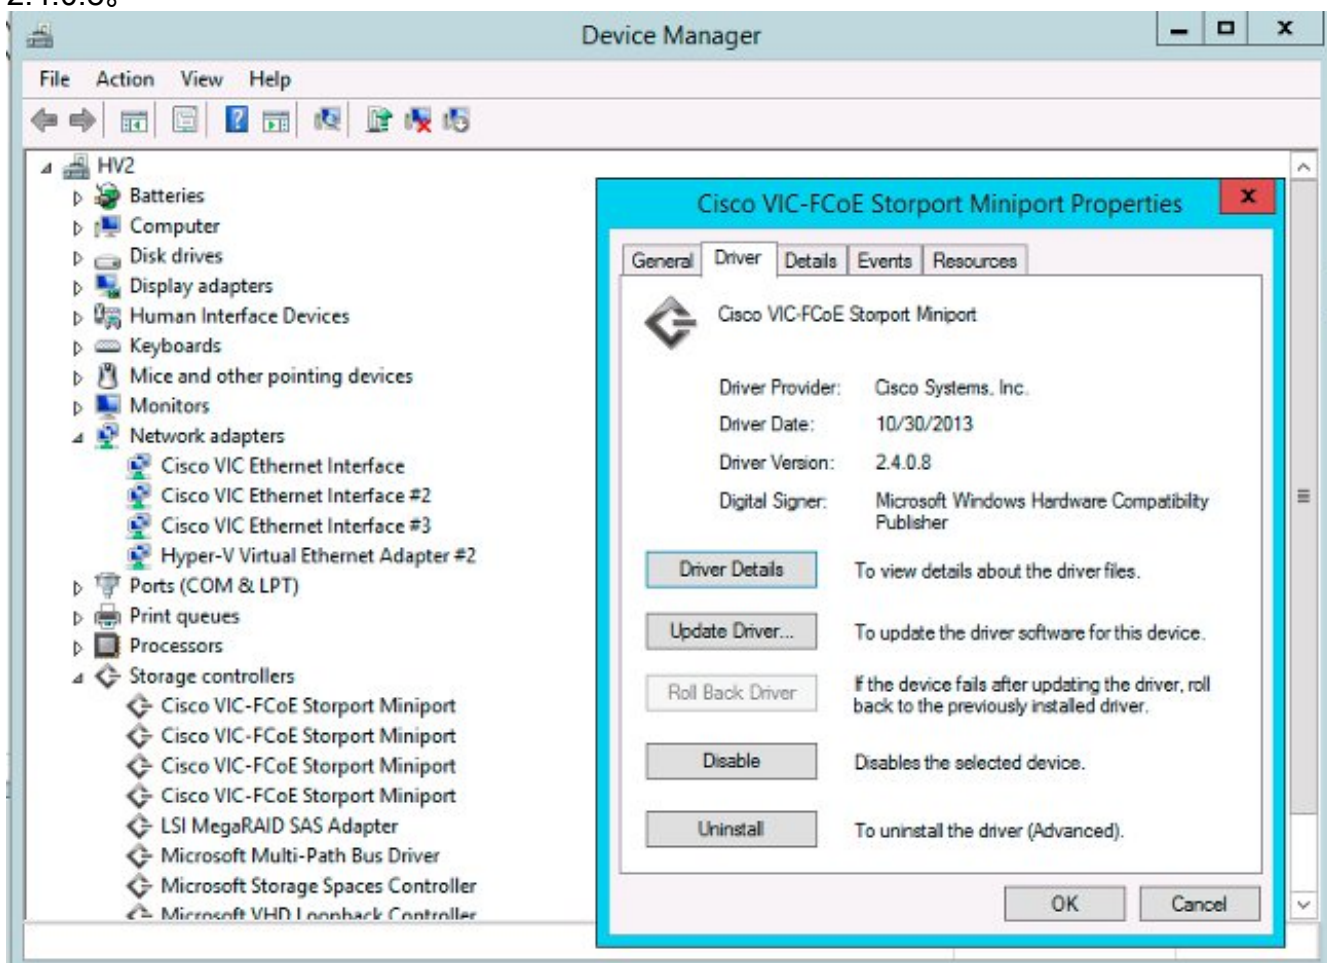 2.4.0.8。
Device Manager
File Action View Help
HV2
Batteries
Computer
Disk drives
Display adapters
Human Interface Devices
Keyboards
Mice and other pointing devices
Monitors
Network adapters
Cisco VIC Ethernet Interface
Cisco VIC Ethernet Interface #2
Cisco VIC Ethernet Interface #3
Hyper-V Virtual Ethernet Adapter #2
Ports (COM & LPT)
Print queues
Processors
Storage controllers
Cisco VIC-FCoE Storport Miniport
Cisco VIC-FCoE Storport Miniport
Cisco VIC-FCoE Storport Miniport
Cisco VIC-FCoE Storport Miniport
LSI MegaRAID SAS Adapter
Microsoft Multi-Path Bus Driver
Microsoft Storage Spaces Controller
Microsoft VHD Loopback Controller
Cisco VIC-FCoE Storport Miniport Properties
General Driver Details Events Resources
Cisco VIC-FCoE Storport Miniport
Driver Provider: Cisco Systems, Inc.
Driver Date: 10/30/2013
Driver Version: 2.4.0.8
Digital Signer: Microsoft Windows Hardware Compatibility
Publisher
Driver Details To view details about the driver files.
Update Driver... To update the driver software for this device.
Roll Back Driver If the device fails after updating the driver, roll
back to the previously installed driver.
Disable Disables the selected device.
Uninstall To uninstall the driver (Advanced).
OK Cancel